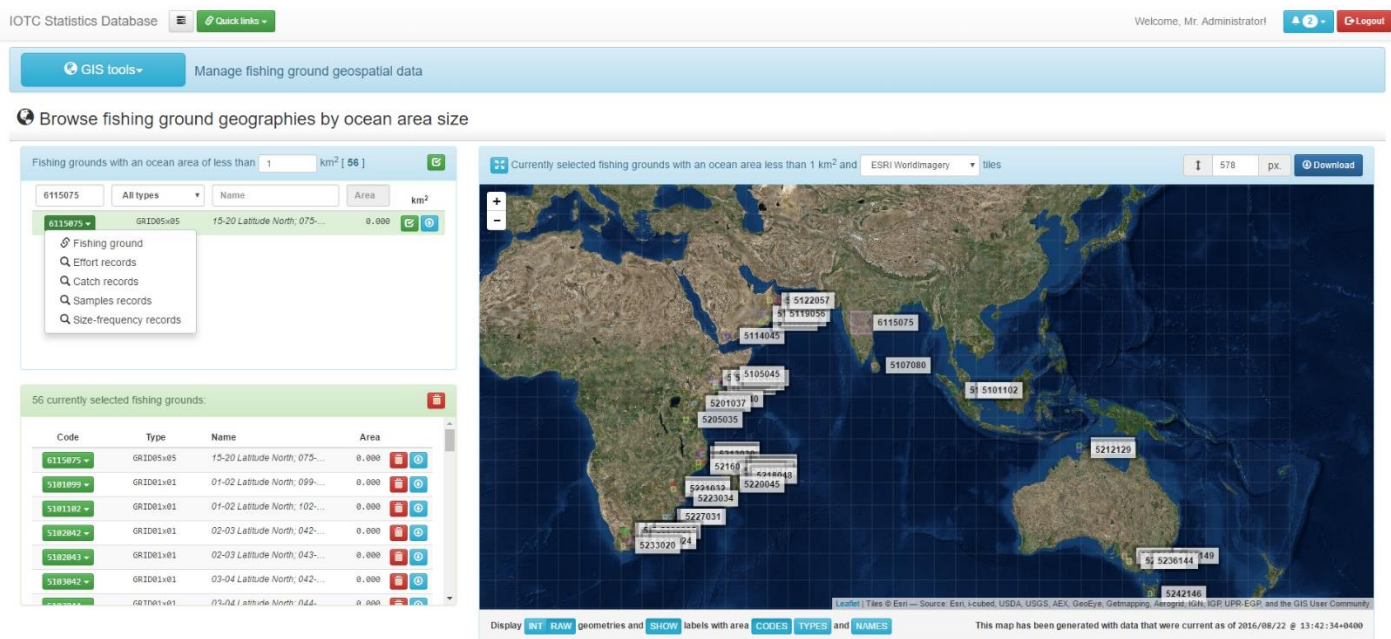 IOTC Statistics Database Quick links Welcome, Mr. Administrator! 2 Logout
GIS tools Manage fishing ground geospatial data
Browse fishing ground geographies by ocean area size
Fishing grounds with an ocean area of less than 1 km² [ 56 ]
6115075 All types Name Area km²
6115075 GRID05x05 15-20 Latitude North; 075-... 0.000
Fishing ground
Effort records
Catch records
Samples records
Size-frequency records
56 currently selected fishing grounds:
Code Type Name Area
6115075 GRID05x05 15-20 Latitude North; 075-... 0.000
5101099 GRID01x01 01-02 Latitude North; 099-... 0.000
5101102 GRID01x01 01-02 Latitude North; 102-... 0.000
5102042 GRID01x01 02-03 Latitude North; 042-... 0.000
5102043 GRID01x01 02-03 Latitude North; 043-... 0.000
5103042 GRID01x01 03-04 Latitude North; 042-... 0.000
GRID01x01 03-04 Latitude North; 044-... 0.000
Currently selected fishing grounds with an ocean area less than 1 km² and ESRI WorldImagery tiles 578 px. Download
+
-
5122057
5119056
6115075
5114045
5107080
5105045
5101102
5201037
5205035
5212129
5218048
5220045
5223034
5227031
5233020
5236144
5242146
Leaflet | Tiles © Esri — Source: Esri, i-cubed, USDA, USGS, AEX, GeoEye, Getmapping, Aerogrid, IGN, IGP, UPR-EGP, and the GIS User Community
Display INT RAW geometries and SHOW labels with area CODES TYPES and NAMES This map has been generated with data that were current as of 2016/08/22 @ 13:42:34+0400